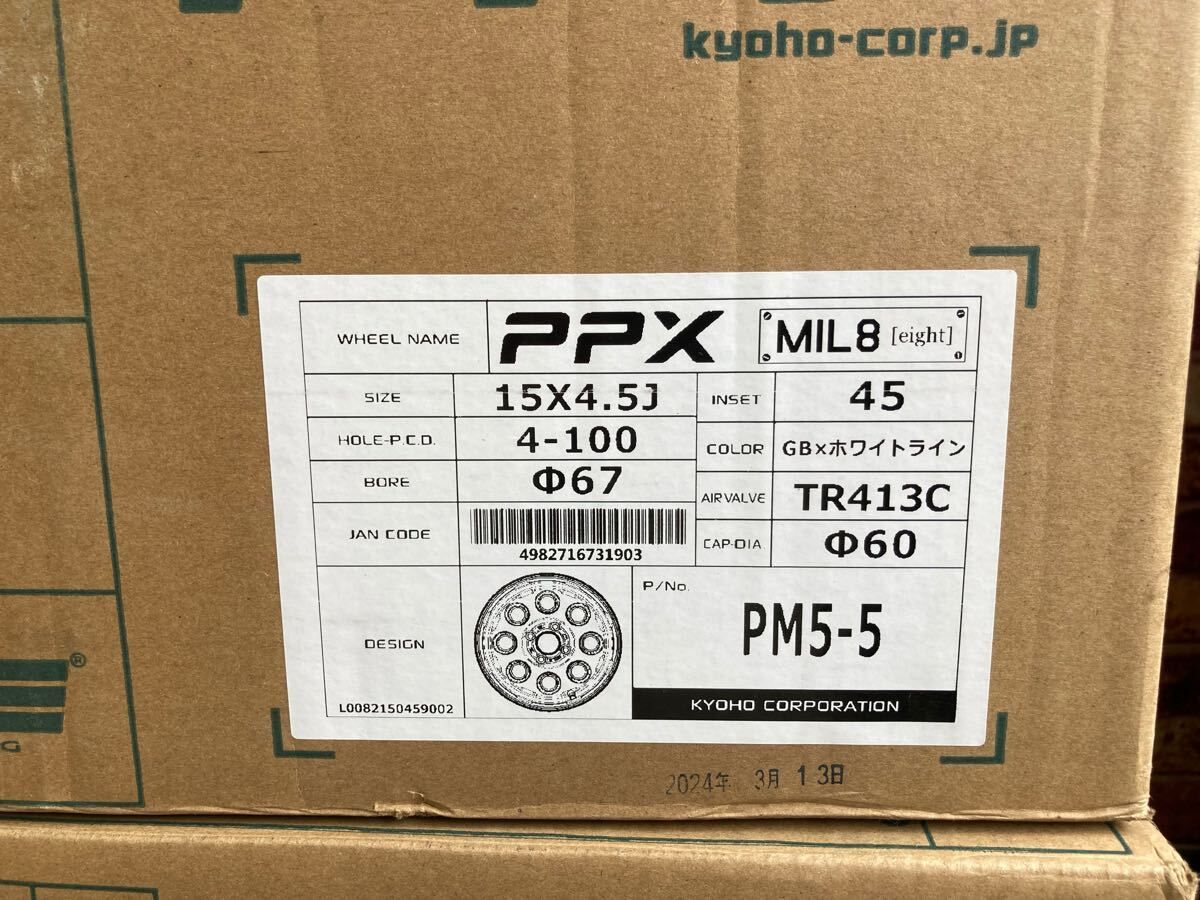 kyoho-corp.jp
WHEEL NAME PPX MIL8 [eight]
SIZE 15X4.5J INSET 45
HOLE-P.C.D. 4-100 COLOR GB×ホワイトライン
BORE Φ67 AIRVALVE TR413C
JAN CODE 4982716731903 CAP-DIA Φ60
DESIGN P/No. PM5-5
L0082150459002 KYOHO CORPORATION
®
G
2024年 3月 13日